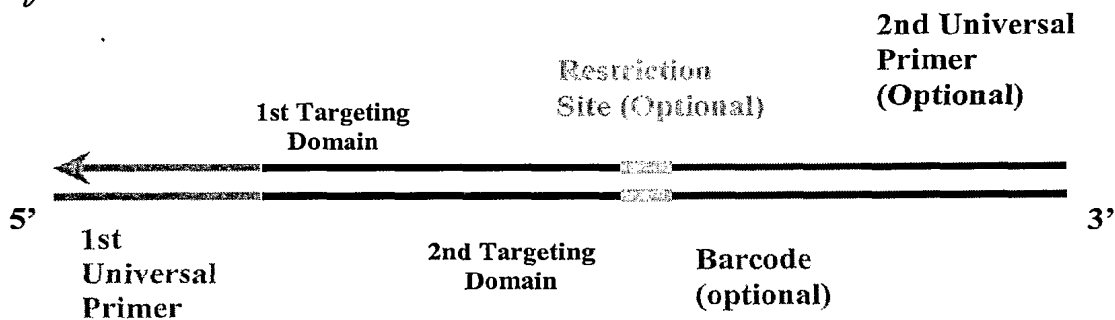 2nd Universal
Primer
(Optional)
Restriction
Site (Optional)
1st Targeting
Domain
5’
3’
1st
Universal
Primer
2nd Targeting
Domain
Barcode
(optional)